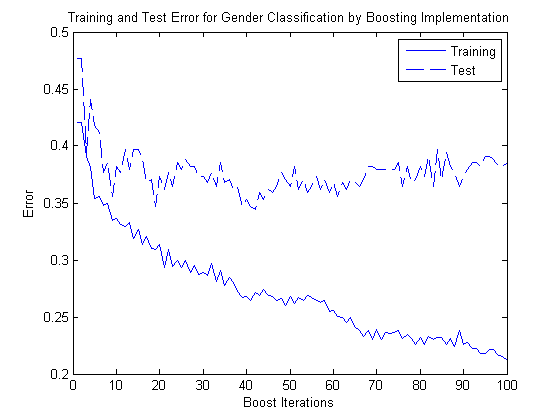 Training and Test Error for Gender Classification by Boosting Implementation
Training
Test
0.5
0.45
0.4
0.35
0.3
0.25
0.2
Error
0 10 20 30 40 50 60 70 80 90 100
Boost Iterations